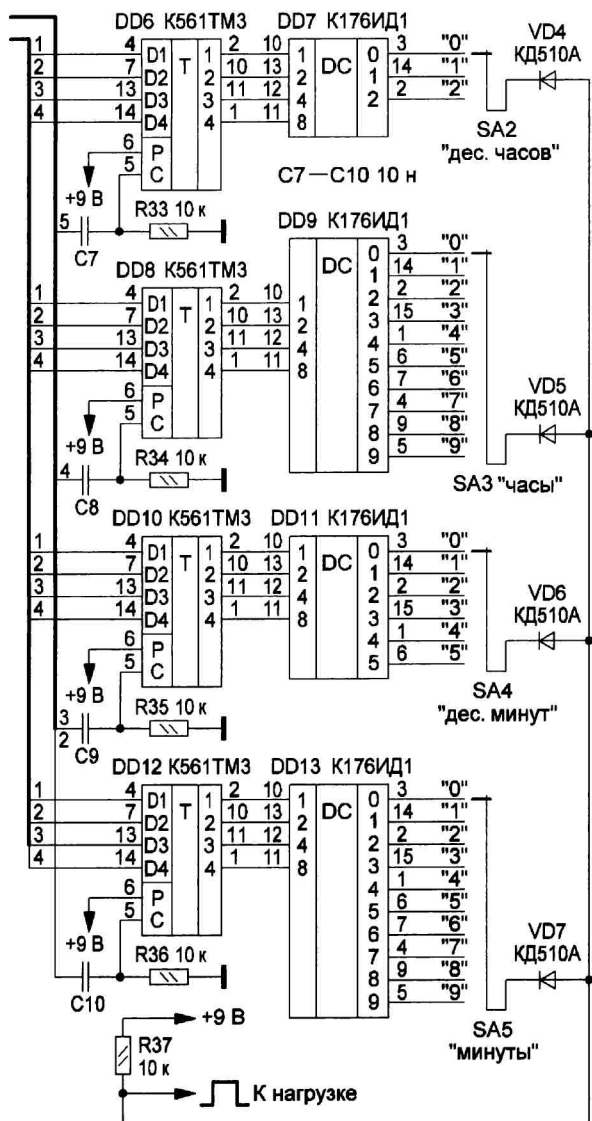 DD6 К561ТМ3 DD7 К176ИД1
1 4 D1 T 1 2 10 1 DC 0 3 "0" VD4 КД510А
2 7 D2 2 10 13 2 1 14 "1"
3 13 D3 3 11 12 4 2 2 "2"
4 14 D4 4 1 11 8
SA2 "дес. часов"
6 P
5 C
+9 В
C7—C10 10 н
5 C7 R33 10 к
DD9 К176ИД1
DC 0 3 "0"
DD8 К561ТМ3
1 14 "1"
1 4 D1 T 1 2 10 1 2 2 "2"
2 7 D2 2 10 13 2 3 15 "3"
3 13 D3 3 11 12 4 4 1 "4"
4 14 D4 4 1 11 8 5 6 "5"
6 P 6 7 "6"
5 C 7 4 "7" VD5 КД510А
+9 В 8 9 "8"
4 C8 R34 10 к 9 5 "9"
SA3 "часы"
DD10 К561ТМ3 DD11 К176ИД1
1 4 D1 T 1 2 10 1 DC 0 3 "0"
2 7 D2 2 10 13 2 1 14 "1"
3 13 D3 3 11 12 4 2 2 "2" VD6 КД510А
4 14 D4 4 1 11 8 3 15 "3"
6 P 4 1 "4"
5 C 5 6 "5"
+9 В
SA4 "дес. минут"
3 2 C9 R35 10 к
DD12 К561ТМ3 DD13 К176ИД1
1 4 D1 T 1 2 10 1 DC 0 3 "0"
2 7 D2 2 10 13 2 1 14 "1"
3 13 D3 3 11 12 4 2 2 "2"
4 14 D4 4 1 11 8 3 15 "3"
6 P 4 1 "4"
5 C 5 6 "5"
+9 В 6 7 "6"
7 4 "7" VD7 КД510А
C10 R36 10 к 8 9 "8"
9 5 "9"
SA5 "минуты"
+9 В
R37 10 к
К нагрузке